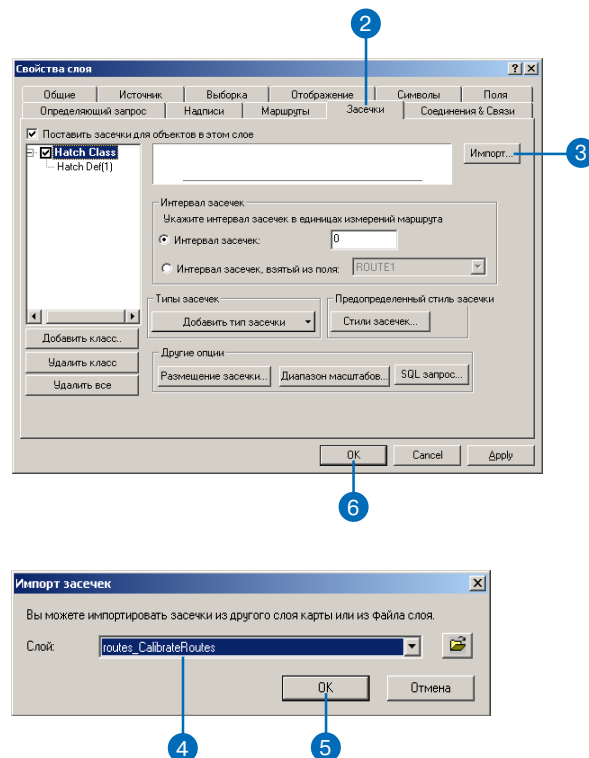 2
Свойства слоя
Общие Источник Выборка Отображение Символы Поля
Определяющий запрос Надписи Маршруты Засечки Соединения & Связи
Поставить засечки для объектов в этом слое
Hatch Class
Hatch Def(1)
Импорт...
3
Интервал засечек
Укажите интервал засечек в единицах измерений маршрута
Интервал засечек: 0
Интервал засечек, взятый из поля: ROUTE1
Типы засечек
Добавить тип засечки
Предопределенный стиль засечки
Стили засечек...
Добавить класс..
Удалить класс
Удалить все
Другие опции
Размещение засечки... Диапазон масштабов... SQL запрос...
OK Cancel Apply
6
Импорт засечек
Вы можете импортировать засечки из другого слоя карты или из файла слоя.
Слой: routes_CalibrateRoutes
OK Отмена
4 5